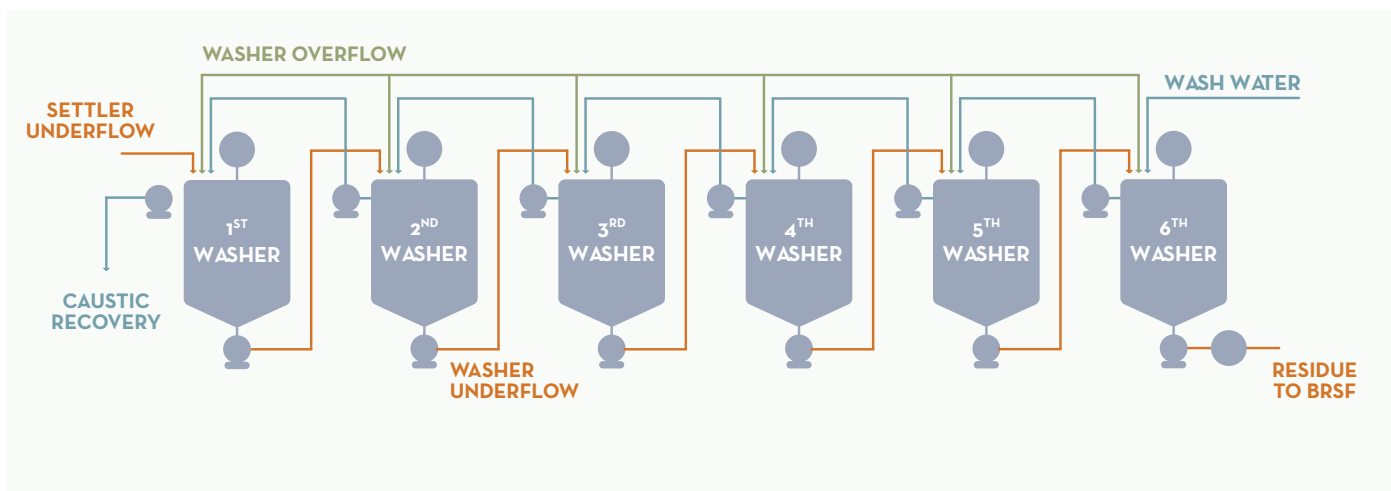 WASHER OVERFLOW
WASH WATER
SETTLER
UNDERFLOW
1ST
WASHER
2ND
WASHER
3RD
WASHER
4TH
WASHER
5TH
WASHER
6TH
WASHER
CAUSTIC
RECOVERY
WASHER
UNDERFLOW
RESIDUE
TO BRSF